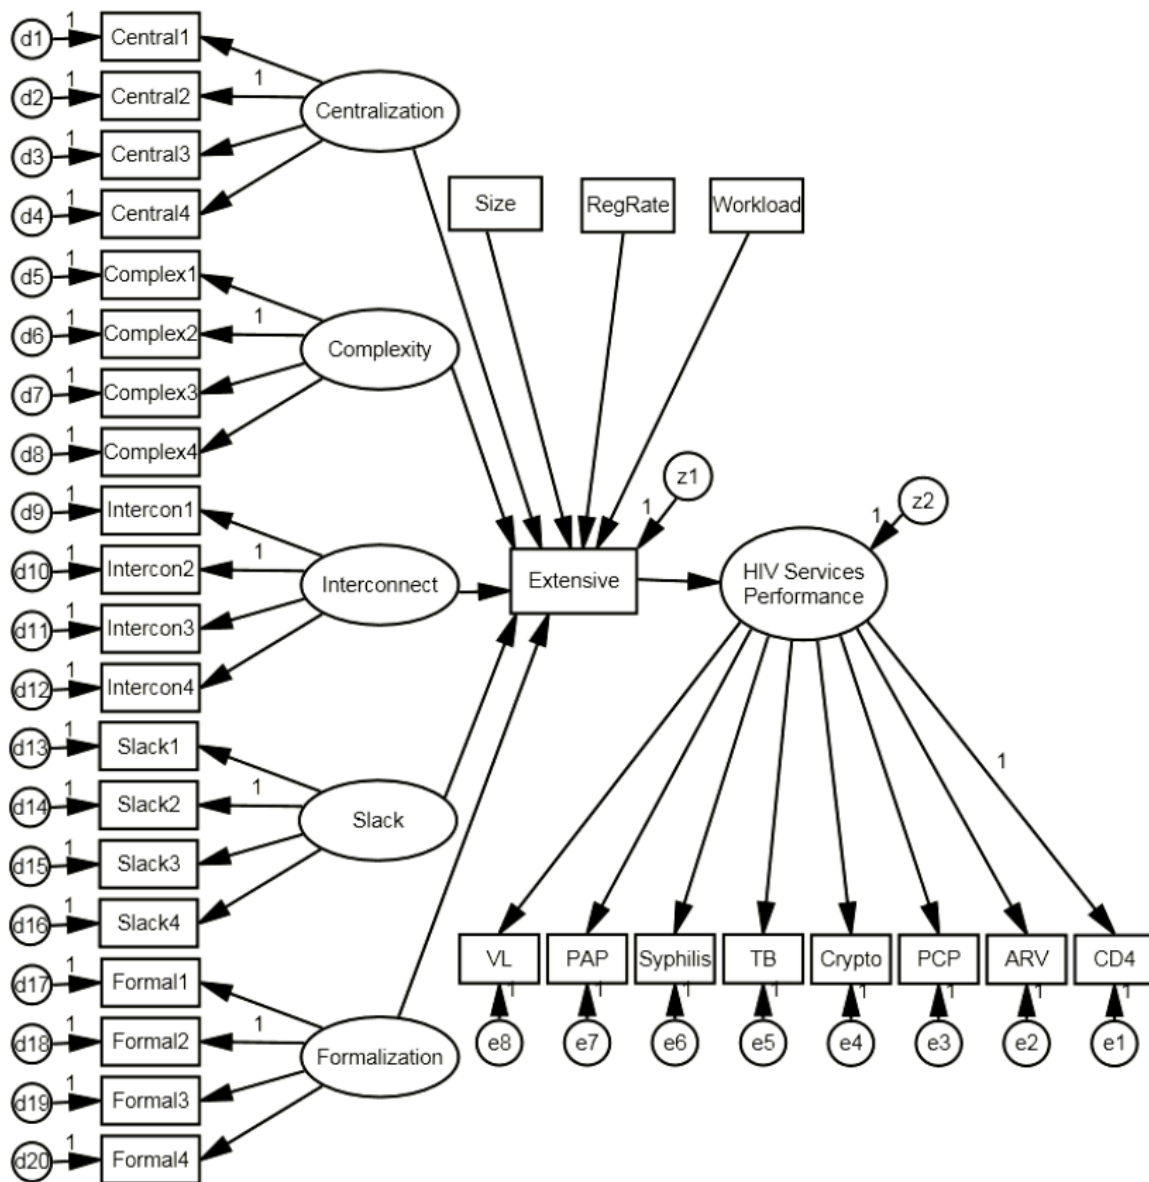 d1 1 Central1
d2 1 Central2 1
d3 1 Central3
d4 1 Central4
Centralization
d5 1 Complex1
d6 1 Complex2 1
d7 1 Complex3
d8 1 Complex4
Complexity
d9 1 Intercon1
d10 1 Intercon2 1
d11 1 Intercon3
d12 1 Intercon4
Interconnect
d13 1 Slack1
d14 1 Slack2 1
d15 1 Slack3
d16 1 Slack4
Slack
d17 1 Formal1
d18 1 Formal2 1
d19 1 Formal3
d20 1 Formal4
Formalization
Size RegRate Workload
z1
1
z2
1
Extensive
HIV Services
Performance
1
VL PAP Syphilis TB Crypto PCP ARV CD4
1 1 1 1 1 1 1 1
e8 e7 e6 e5 e4 e3 e2 e1